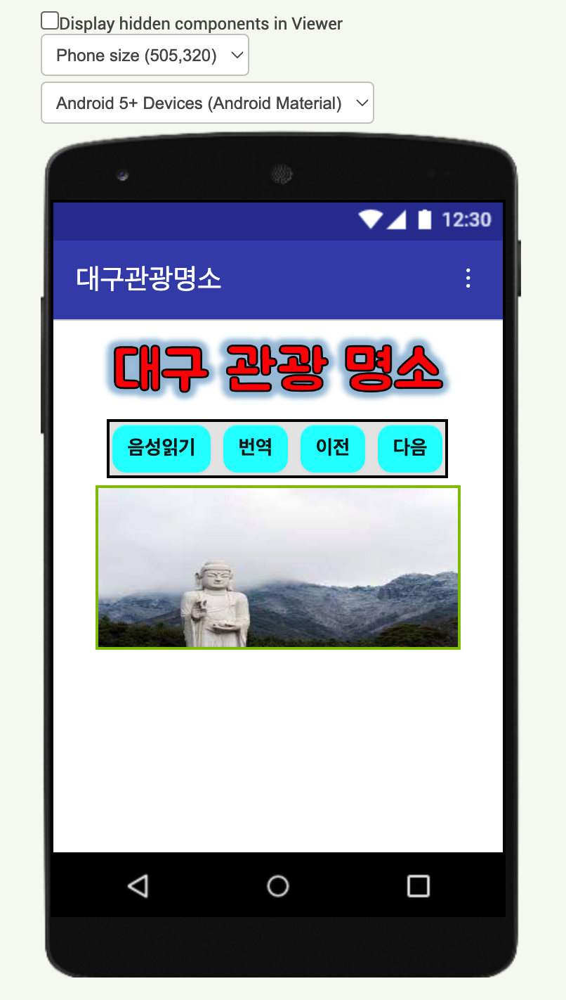 Display hidden components in Viewer
Phone size (505,320)
Android 5+ Devices (Android Material)
12:30
대구관광명소
대구 관광 명소
음성읽기 번역 이전 다음